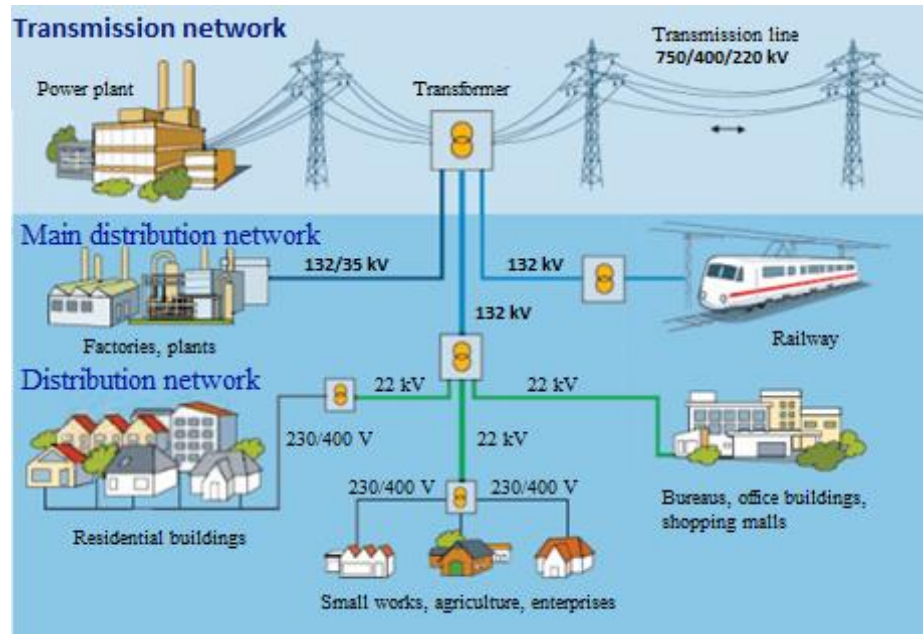 Transmission network
Transmission line
750/400/220 kV
Power plant
Transformer
Main distribution network
132/35 kV
132 kV
132 kV
Factories, plants
Railway
Distribution network
22 kV
22 kV
230/400 V
22 kV
230/400 V
230/400 V
Residential buildings
Bureaus, office buildings,
shopping malls
Small works, agriculture, enterprises